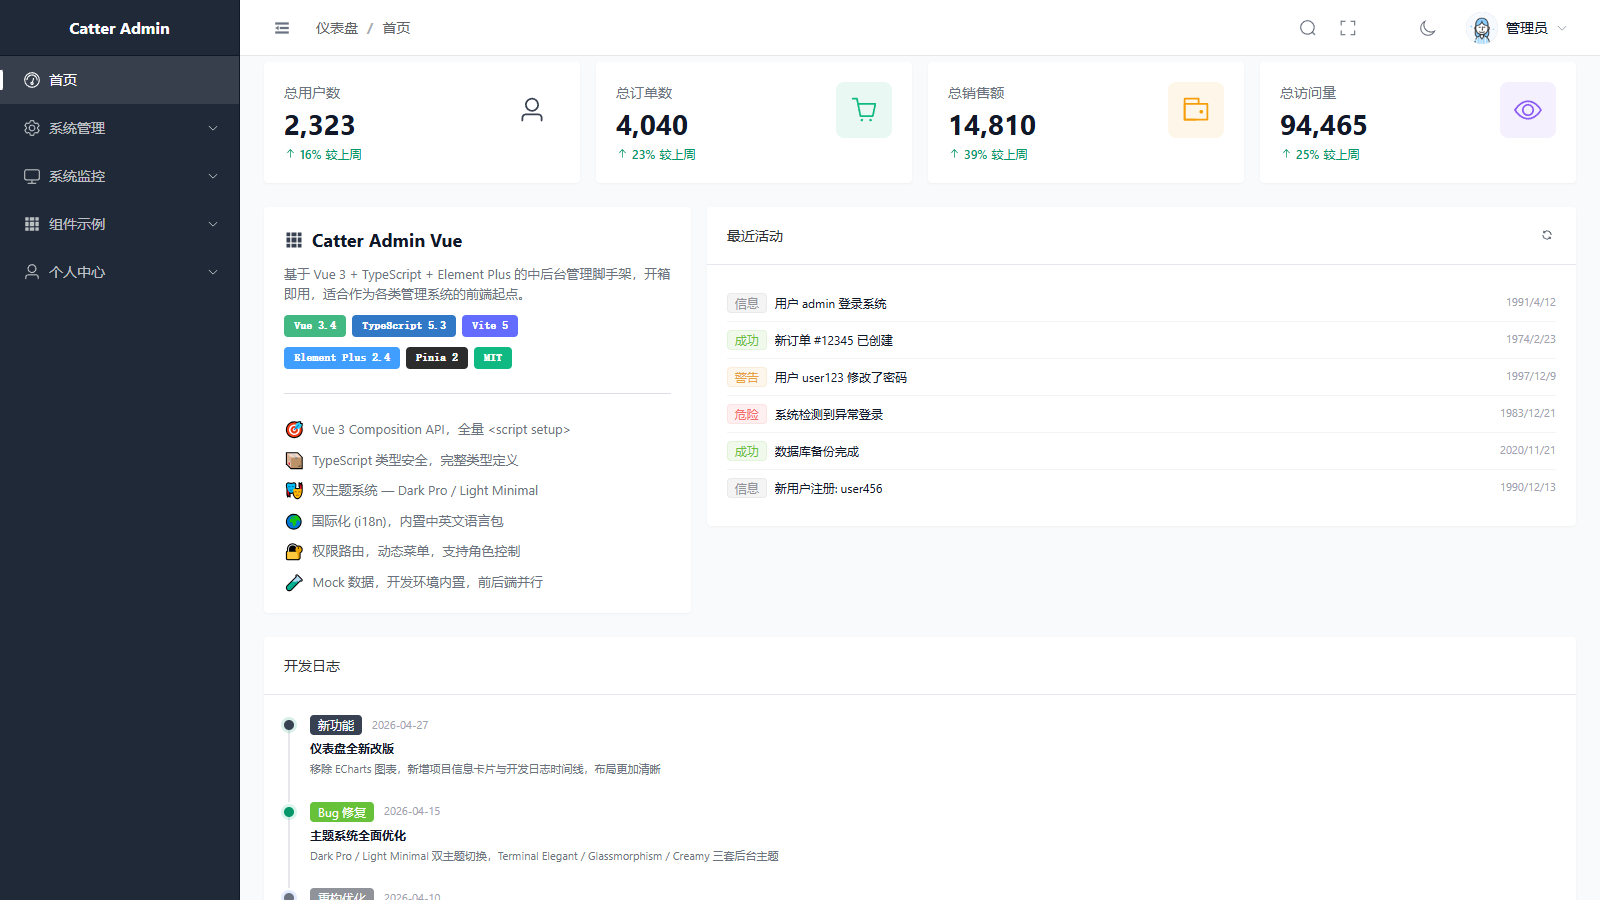 Catter Admin
仪表盘 / 首页
管理员
首页
系统管理
系统监控
组件示例
个人中心
总用户数
2,323
16% 较上周
总订单数
4,040
23% 较上周
总销售额
14,810
39% 较上周
总访问量
94,465
25% 较上周
Catter Admin Vue
基于 Vue 3 + TypeScript + Element Plus 的中后台管理脚手架，开箱
即用，适合作为各类管理系统的前端起点。
Vue 3.4 TypeScript 5.3 Vite 5
Element Plus 2.4 Pinia 2 MIT
Vue 3 Composition API，全量 <script setup>
TypeScript 类型安全，完整类型定义
双主题系统 — Dark Pro / Light Minimal
国际化 (i18n)，内置中英文语言包
权限路由，动态菜单，支持角色控制
Mock 数据，开发环境内置，前后端并行
最近活动
信息 用户 admin 登录系统 1991/4/12
成功 新订单 #12345 已创建 1974/2/23
警告 用户 user123 修改了密码 1997/12/9
危险 系统检测到异常登录 1983/12/21
成功 数据库备份完成 2020/11/21
信息 新用户注册: user456 1990/12/13
开发日志
新功能 2026-04-27
仪表盘全新改版
移除 ECharts 图表，新增项目信息卡片与开发日志时间线，布局更加清晰
Bug 修复 2026-04-15
主题系统全面优化
Dark Pro / Light Minimal 双主题切换，Terminal Elegant / Glassmorphism / Creamy 三套后台主题
重构优化 2026-04-10